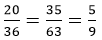 20/36 = 35/63 = 5/9